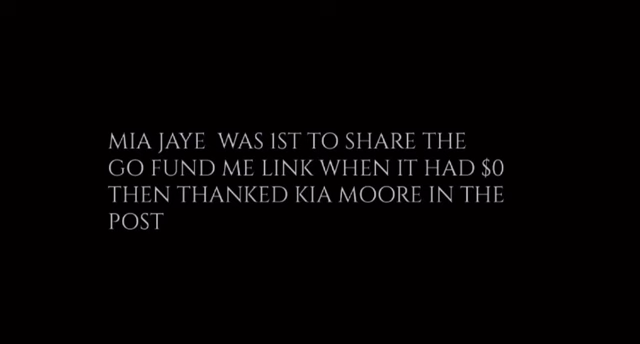 MIA JAYE WAS 1ST TO SHARE THE
GO FUND ME LINK WHEN IT HAD $0
THEN THANKED KIA MOORE IN THE
POST